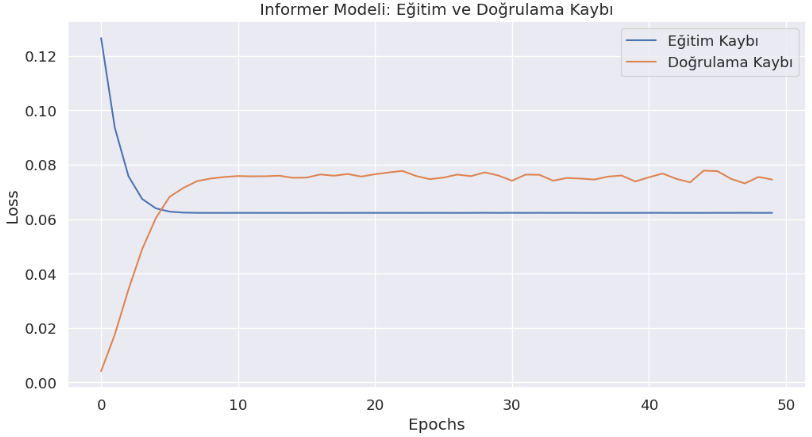 Informer Modeli: Eğitim ve Doğrulama Kaybı
Eğitim Kaybı
Doğrulama Kaybı
0.12
0.10
0.08
0.06
0.04
0.02
0.00
Loss
0 10 20 30 40 50
Epochs